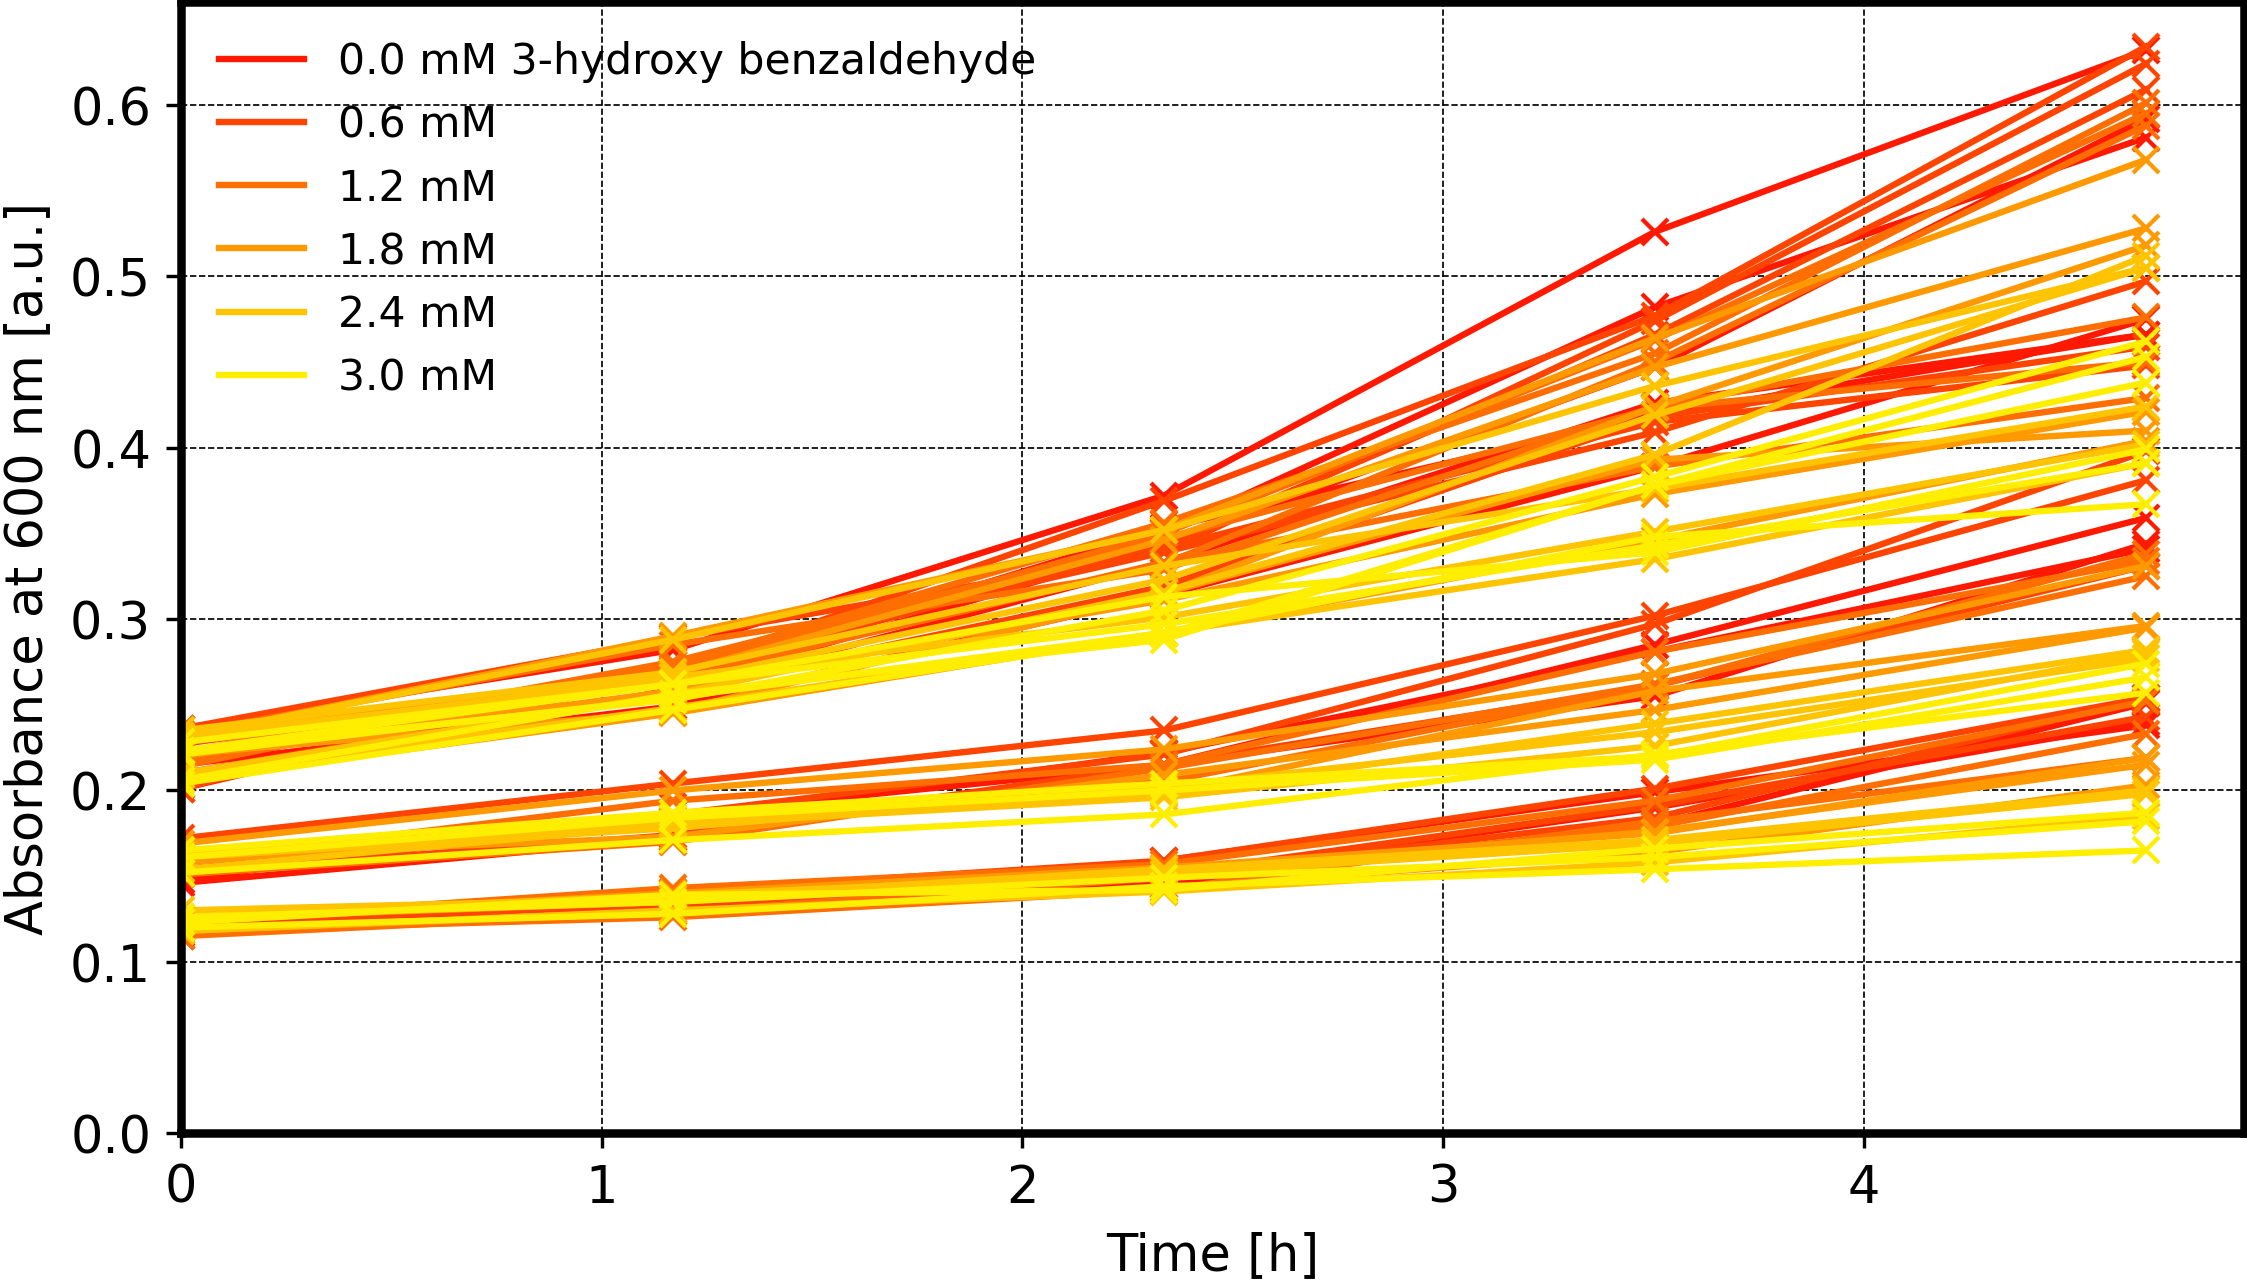 0.0 mM 3-hydroxy benzaldehyde
0.6 mM
1.2 mM
1.8 mM
2.4 mM
3.0 mM
Absorbance at 600 nm [a.u.]
0.6
0.5
0.4
0.3
0.2
0.1
0.0
0 1 2 3 4
Time [h]